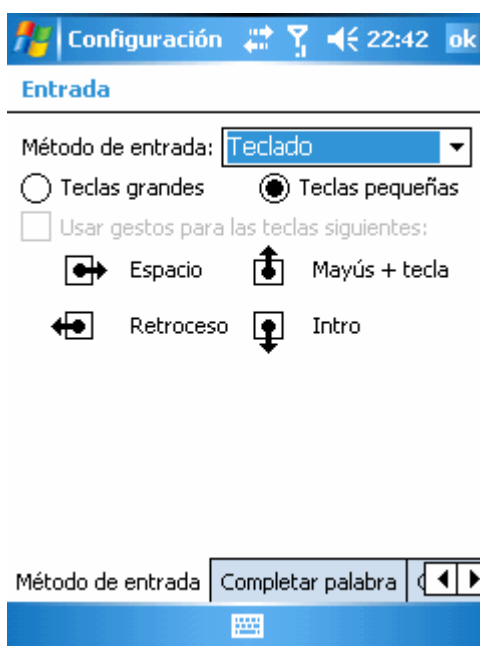 Configuración 22:42 ok
Entrada
Método de entrada: Teclado
Teclas grandes Teclas pequeñas
Usar gestos para las teclas siguientes:
Espacio Mayús + tecla
Retroceso Intro
Método de entrada Completar palabra